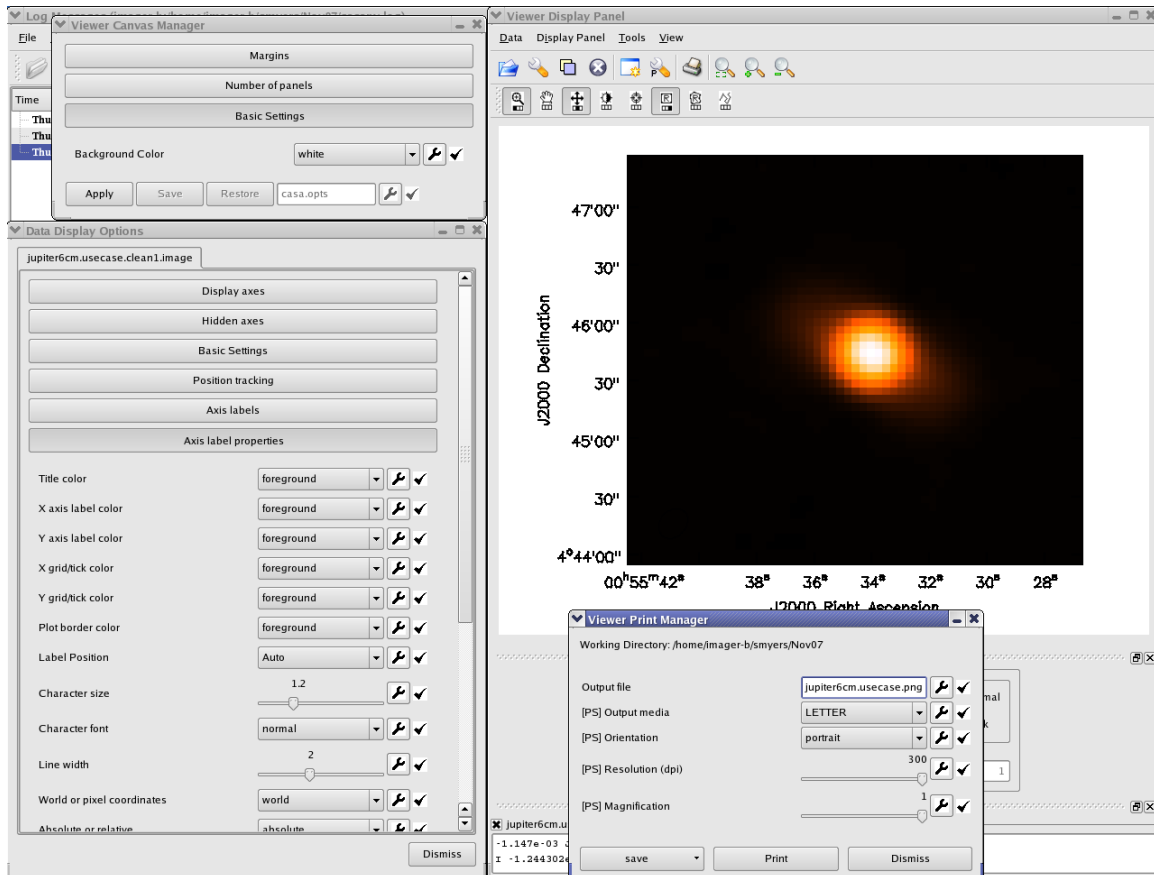 Viewer Canvas Manager
File
Time
Thu
Thu
Thu
Margins
Number of panels
Basic Settings
Background Color white
Apply Save Restore casa.opts
Data Display Options
jupiter6cm.usecase.clean1.image
Display axes
Hidden axes
Basic Settings
Position tracking
Axis labels
Axis label properties
Title color foreground
X axis label color foreground
Y axis label color foreground
X grid/tick color foreground
Y grid/tick color foreground
Plot border color foreground
Label Position Auto
Character size 1.2
Character font normal
Line width 2
World or pixel coordinates world
Absolute or relative absolute
Dismiss
Viewer Display Panel
Data Display Panel Tools View
47'00"
30"
46'00"
30"
45'00"
30"
4°44'00"
J2000 Declination
00h55m42s 38s 36s 34s 32s 30s 28s
J2000 Right Ascension
Viewer Print Manager
Working Directory: /home/imager-b/smyers/Nov07
Output file jupiter6cm.usecase.png
[PS] Output media LETTER
[PS] Orientation portrait
[PS] Resolution (dpi) 300
[PS] Magnification 1
save Print Dismiss
1
jupiter6cm.u
-1.147e-03
I -1.244302e